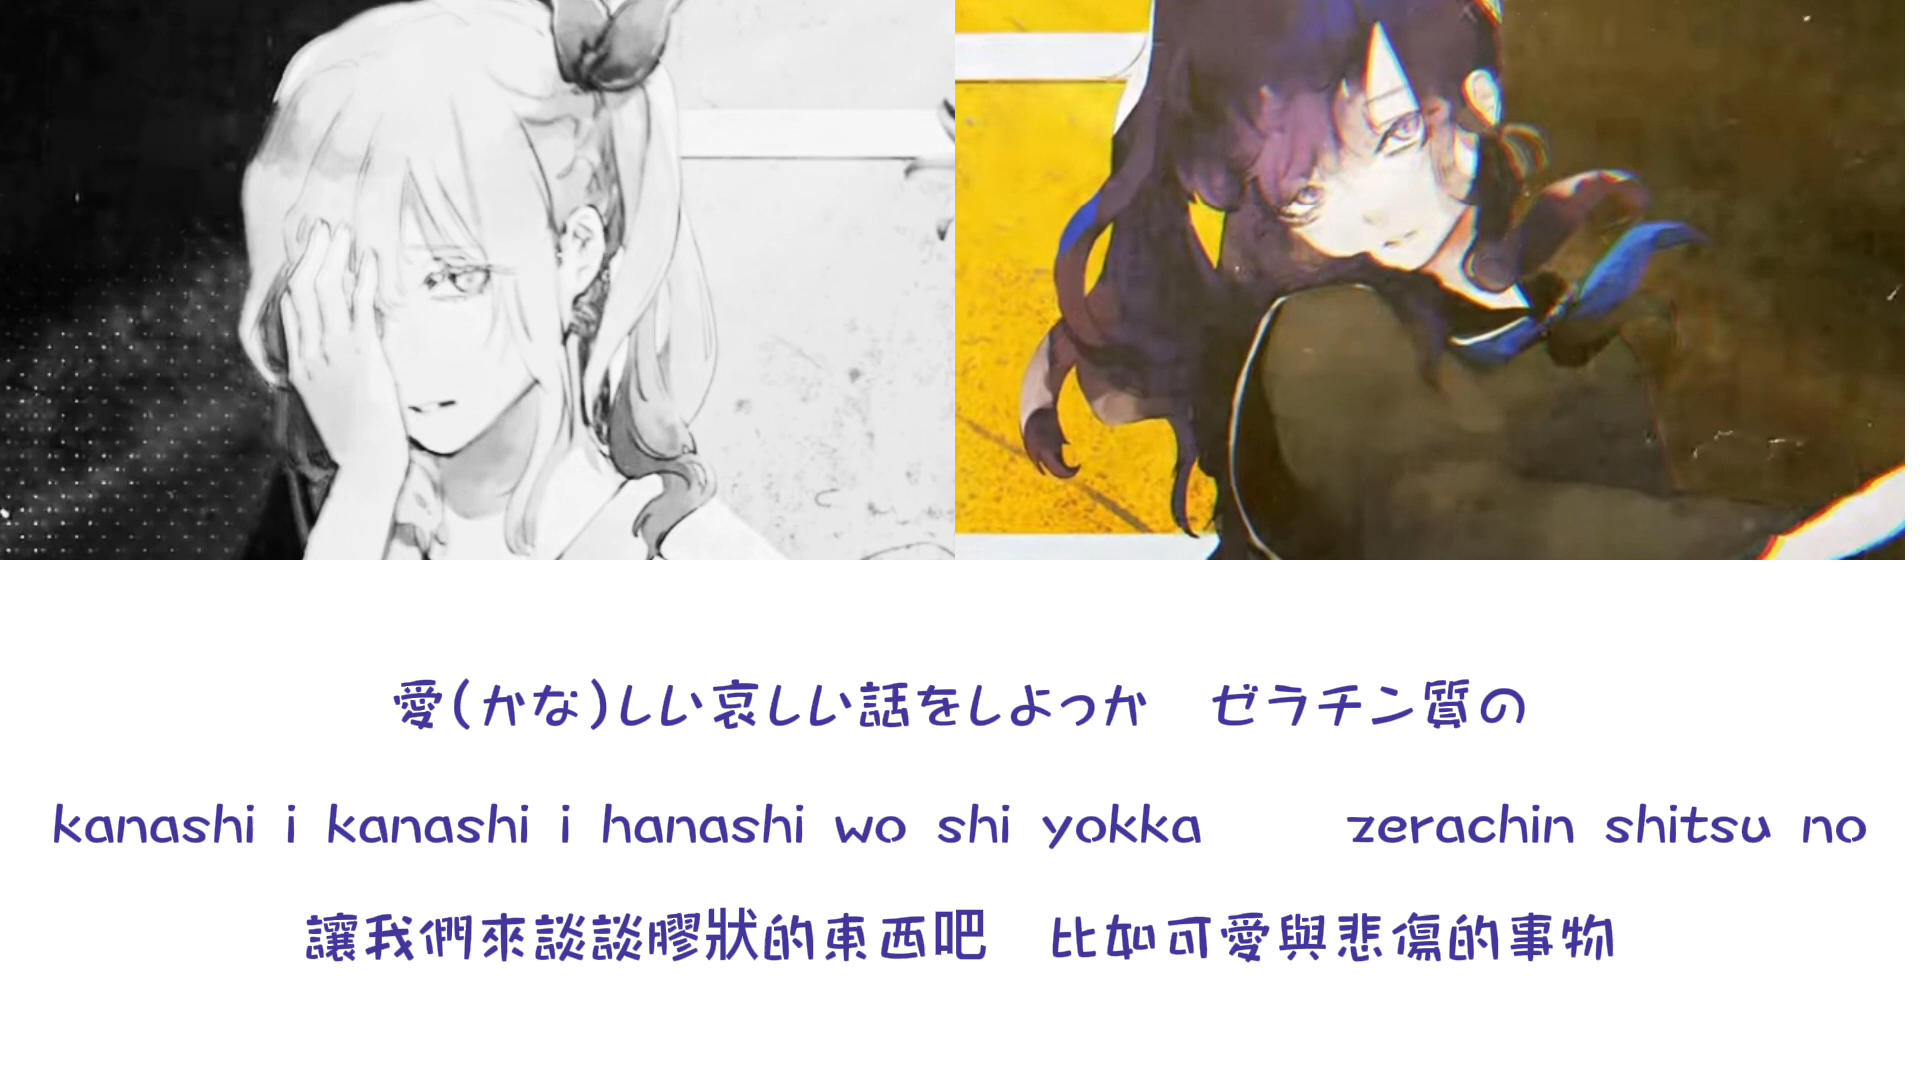 愛(かな)しい哀しい話をしよっか　ゼラチン質の
kanashi i kanashi i hanashi wo shi yokka　　zerachin shitsu no
讓我們來談談膠狀的東西吧　比如可愛與悲傷的事物